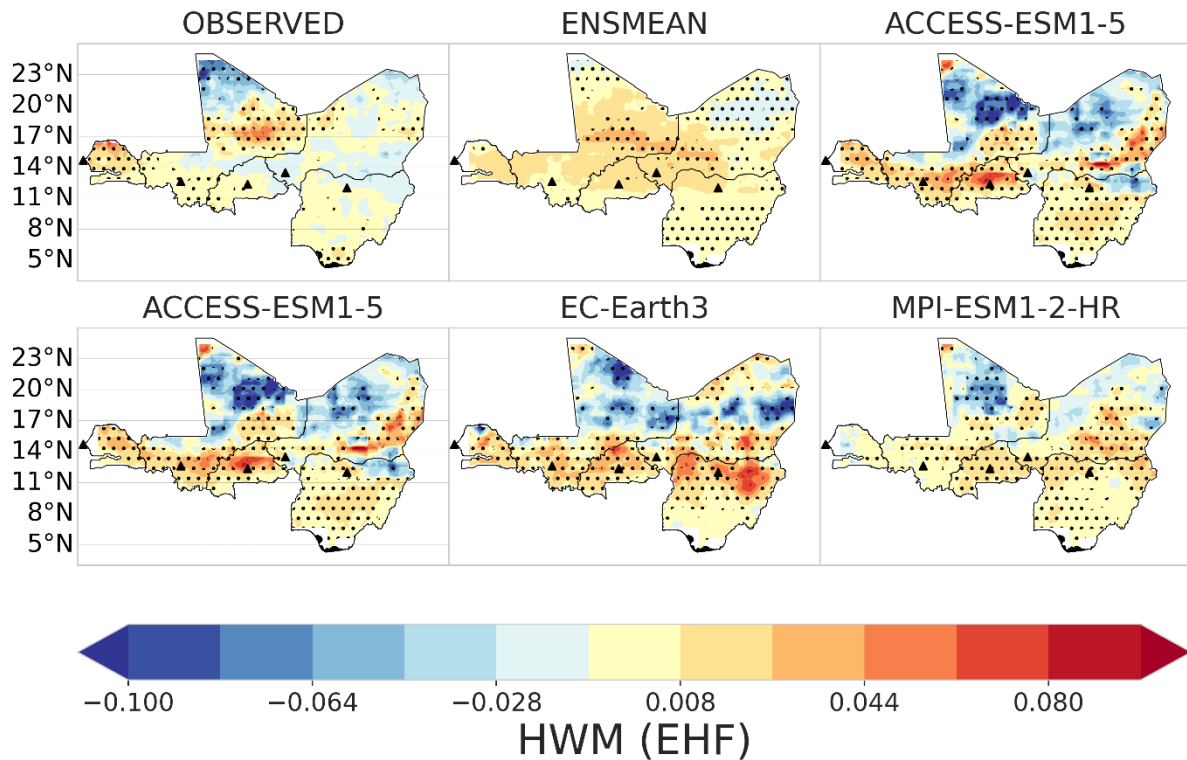 OBSERVED ENSMEAN ACCESS-ESM1-5
23°N
20°N
17°N
14°N
11°N
8°N
5°N
ACCESS-ESM1-5 EC-Earth3 MPI-ESM1-2-HR
23°N
20°N
17°N
14°N
11°N
8°N
5°N
−0.100 −0.064 −0.028 0.008 0.044 0.080
HWM (EHF)